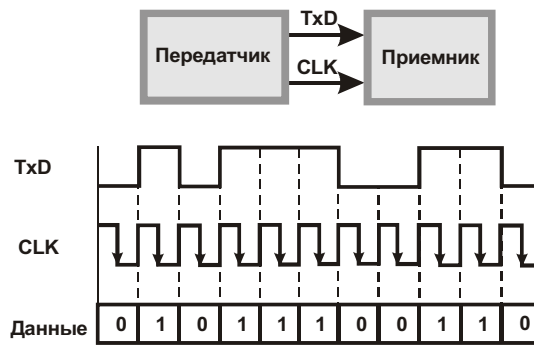 TxD
Передатчик
CLK
Приемник
TxD
CLK
Данные 0 1 0 1 1 1 0 0 1 1 0